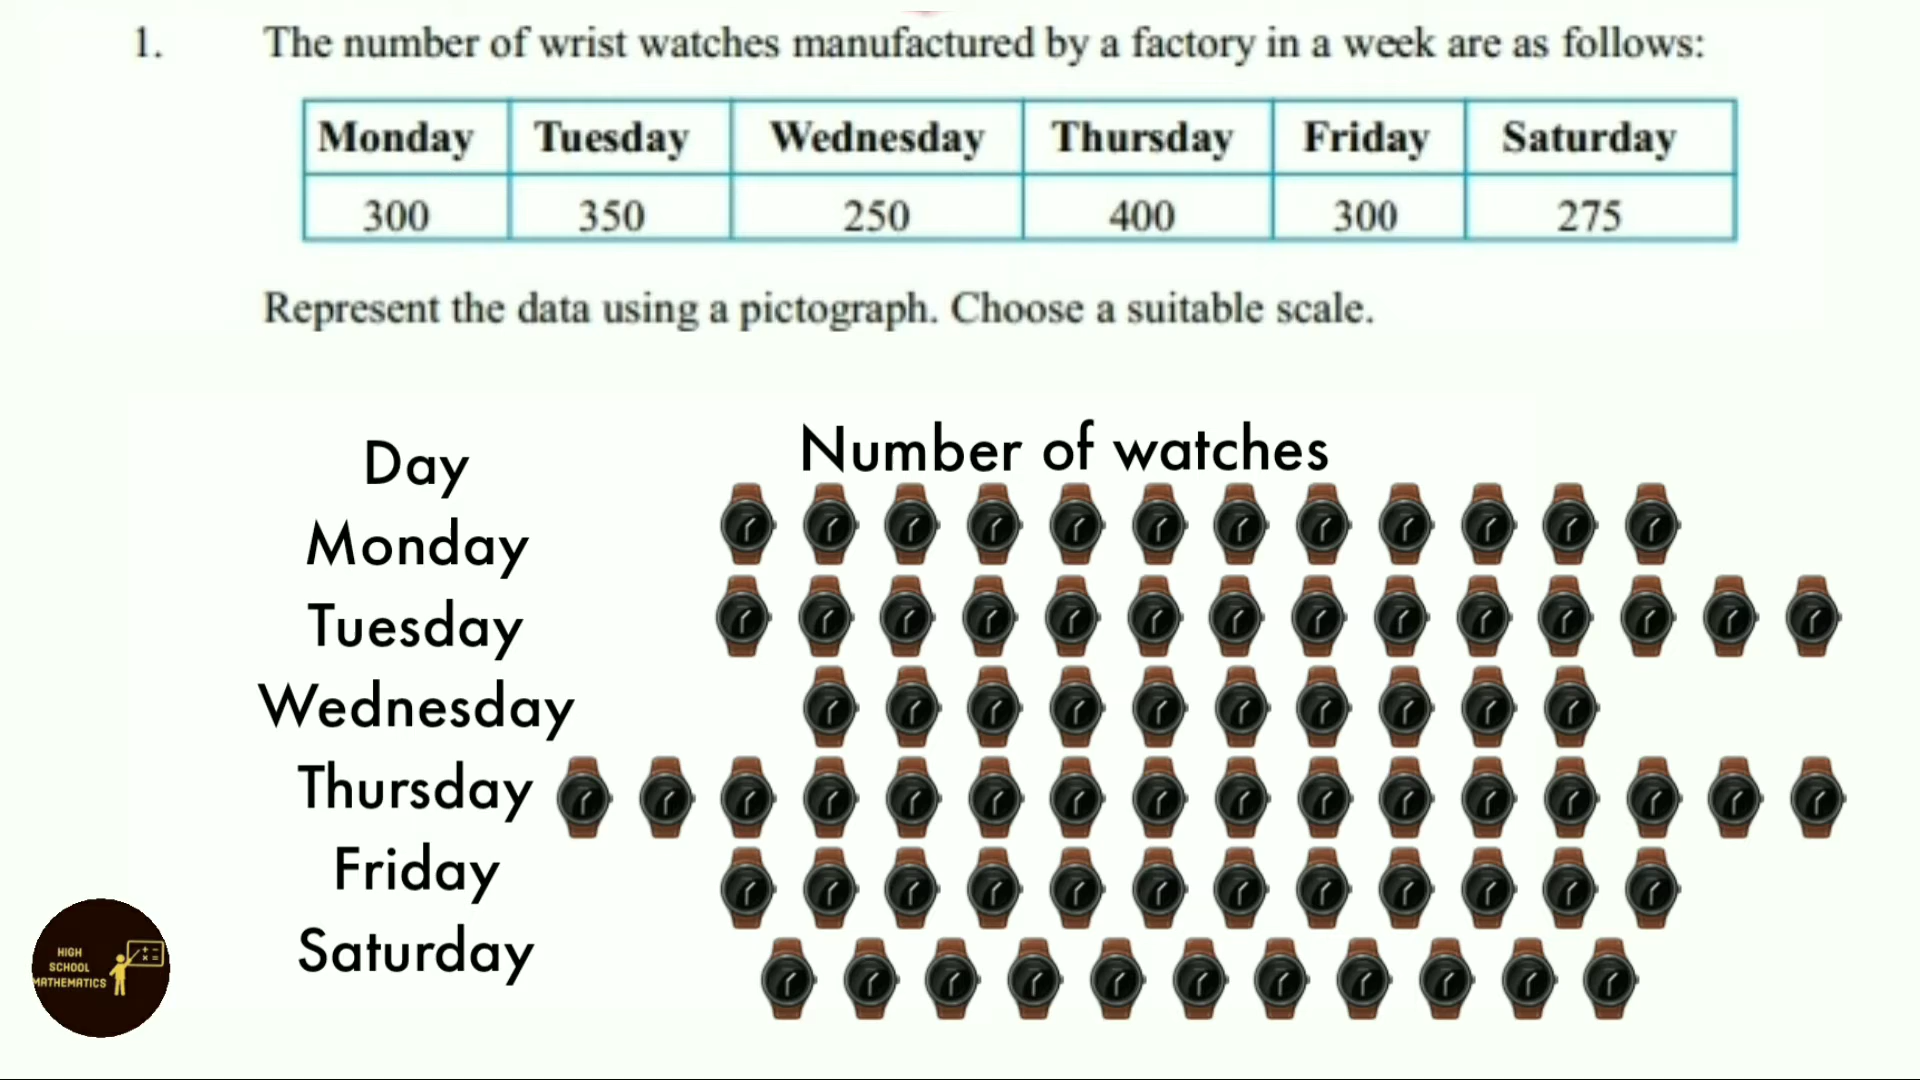 1. The number of wrist watches manufactured by a factory in a week are as follows:
Monday Tuesday Wednesday Thursday Friday Saturday
300 350 250 400 300 275
Represent the data using a pictograph. Choose a suitable scale.
Day Number of watches
Monday
Tuesday
Wednesday
Thursday
Friday
Saturday
HIGH
SCHOOL
MATHEMATICS
+ -
× =